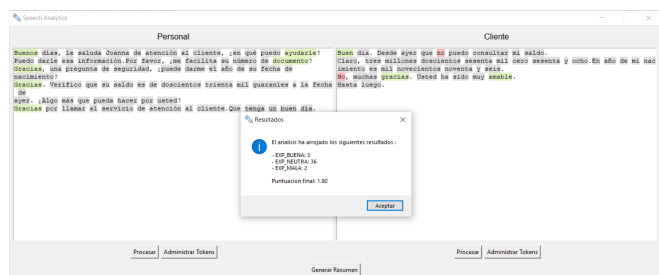 Speech Analytics
Personal
Cliente
Buenos dias, le saluda Joanna de atención al cliente, ¿en qué puedo ayudarle?
Puedo darle esa información.Por favor, ¿me facilita su número de documento?
Gracias, una pregunta de seguridad, ¿puede darme el año de su fecha de
nacimiento?
Gracias. Verifico que su saldo es de doscientos treinta mil guaranies a la fecha
de
ayer. ¿Algo más que pueda hacer por usted?
Gracias por llamar al servicio de atención al cliente.Que tenga un buen día.
Buen dia. Desde ayer que no puedo consultar mi saldo.
Claro, tres millones doscientos sesenta mil cero sesenta y ocho.En año de mi nac
imiento es mil novecientos noventa y seis.
No, muchas gracias. Usted ha sido muy amable.
Hasta luego.
Resultados
El analisis ha arrojado los siguientes resultados :
- EXP_BUENA: 3
- EXP_NEUTRA: 36
- EXP_MALA: 2
Puntuacion final: 1.80
Aceptar
Procesar
Administrar Tokens
Procesar
Administrar Tokens
Generar Resumen